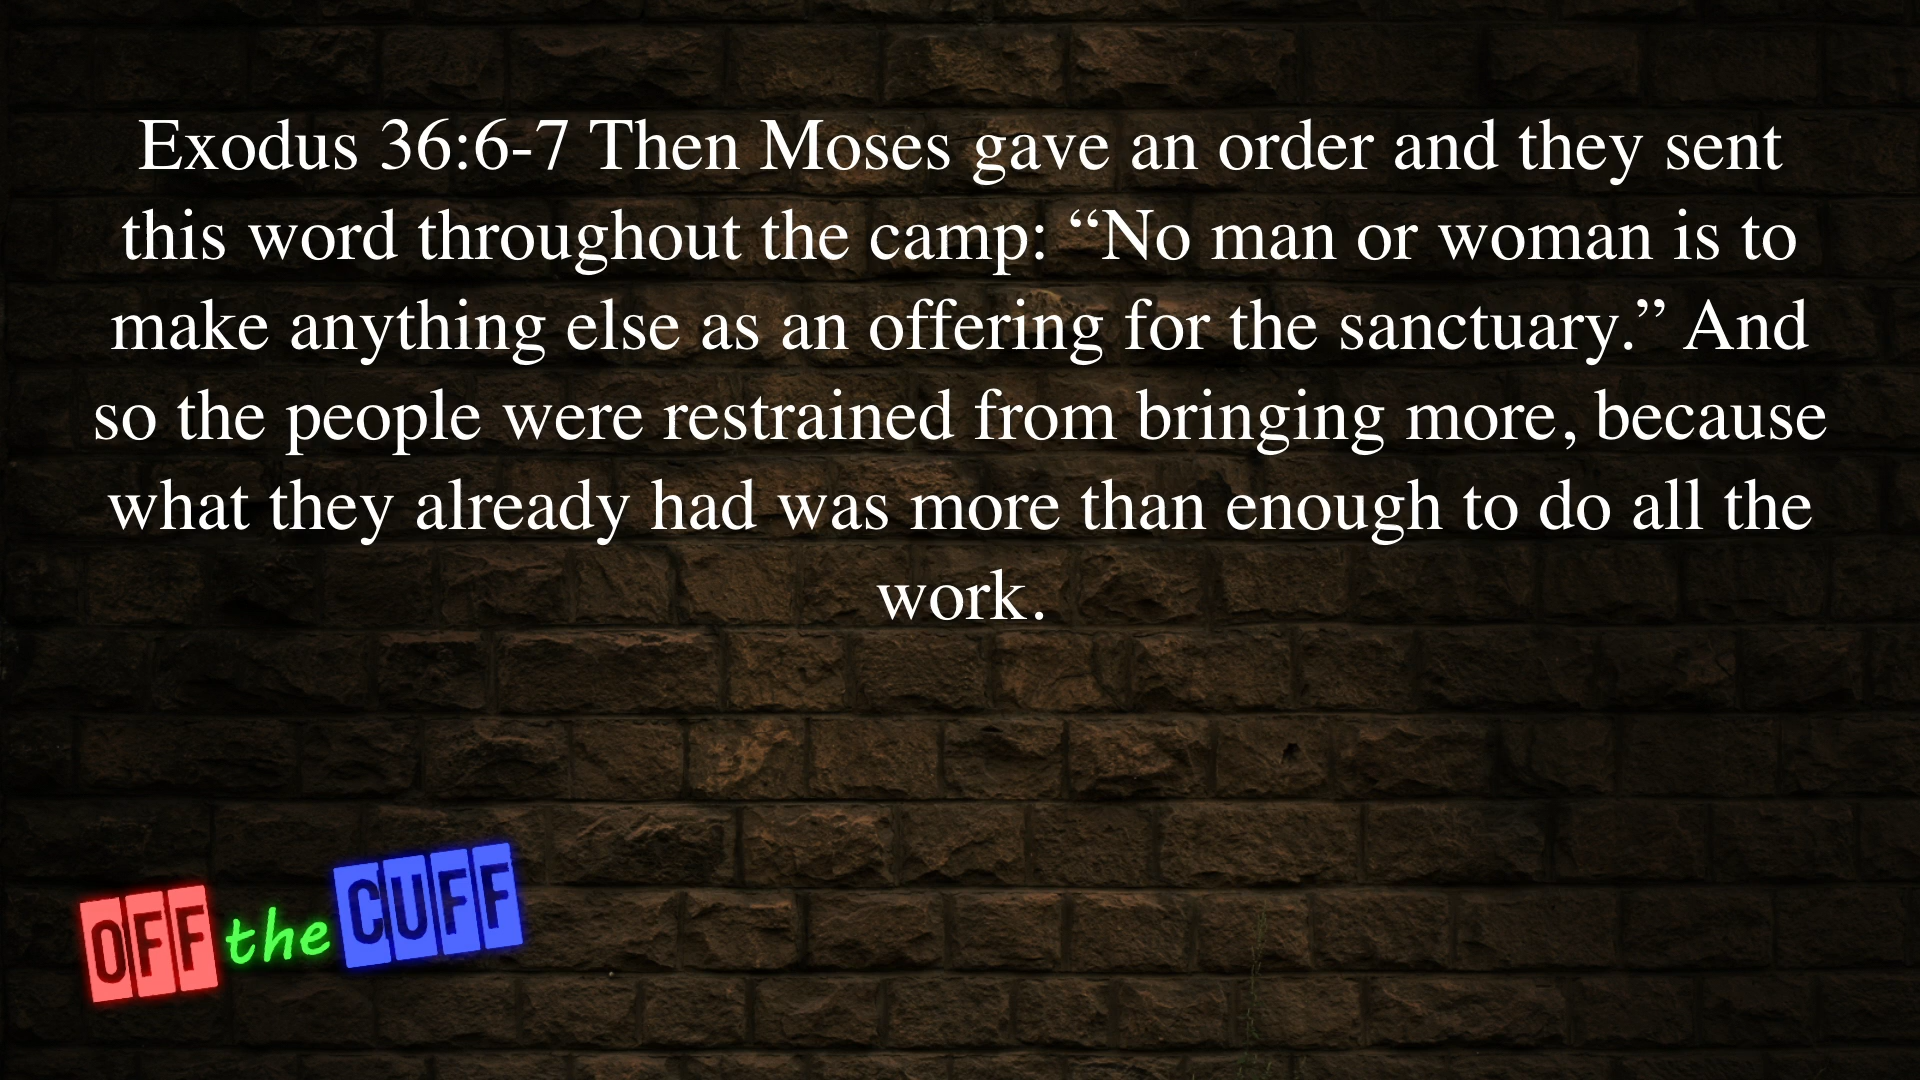 Exodus 36:6-7 Then Moses gave an order and they sent
this word throughout the camp: “No man or woman is to
make anything else as an offering for the sanctuary.” And
so the people were restrained from bringing more, because
what they already had was more than enough to do all the
work.
OFF the CUFF